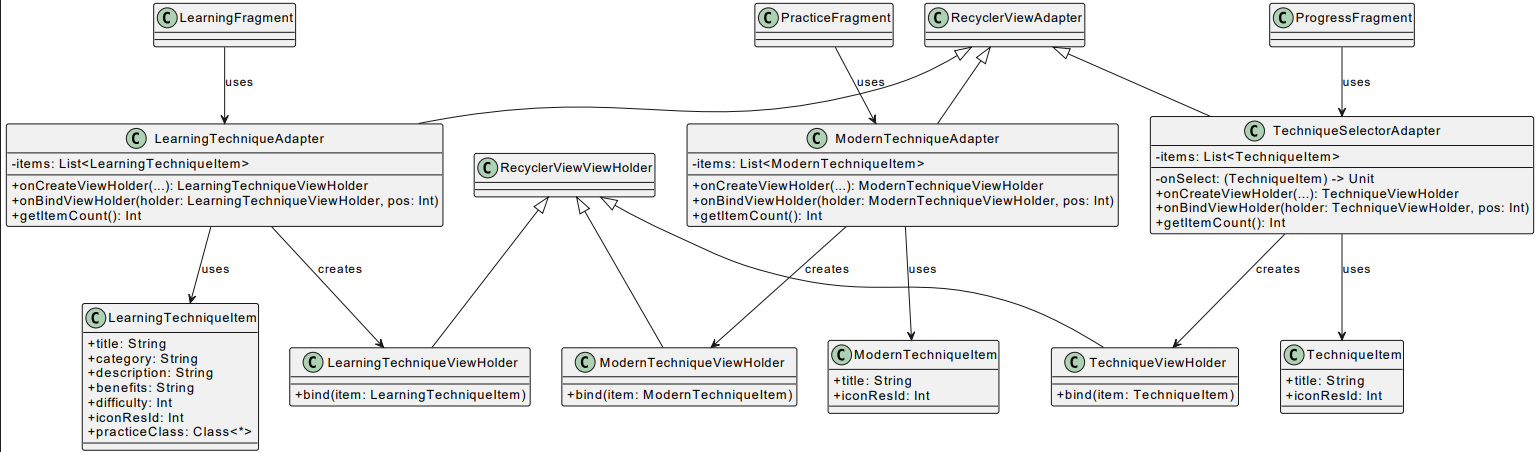 C LearningFragment
C PracticeFragment
C RecyclerViewAdapter
C ProgressFragment
uses
uses
uses
C LearningTechniqueAdapter
-items: List<LearningTechniqueItem>
+onCreateViewHolder(...): LearningTechniqueViewHolder
+onBindViewHolder(holder: LearningTechniqueViewHolder, pos: Int)
+getItemCount(): Int
C RecyclerViewViewHolder
C ModernTechniqueAdapter
-items: List<ModernTechniqueItem>
+onCreateViewHolder(...): ModernTechniqueViewHolder
+onBindViewHolder(holder: ModernTechniqueViewHolder, pos: Int)
+getItemCount(): Int
C TechniqueSelectorAdapter
-items: List<TechniqueItem>
-onSelect: (TechniqueItem) -> Unit
+onCreateViewHolder(...): TechniqueViewHolder
+onBindViewHolder(holder: TechniqueViewHolder, pos: Int)
+getItemCount(): Int
uses
creates
creates
uses
creates
uses
C LearningTechniqueItem
+title: String
+category: String
+description: String
+benefits: String
+difficulty: Int
+iconResId: Int
+practiceClass: Class<*>
C LearningTechniqueViewHolder
+bind(item: LearningTechniqueItem)
C ModernTechniqueViewHolder
+bind(item: ModernTechniqueItem)
C ModernTechniqueItem
+title: String
+iconResId: Int
C TechniqueViewHolder
+bind(item: TechniqueItem)
C TechniqueItem
+title: String
+iconResId: Int